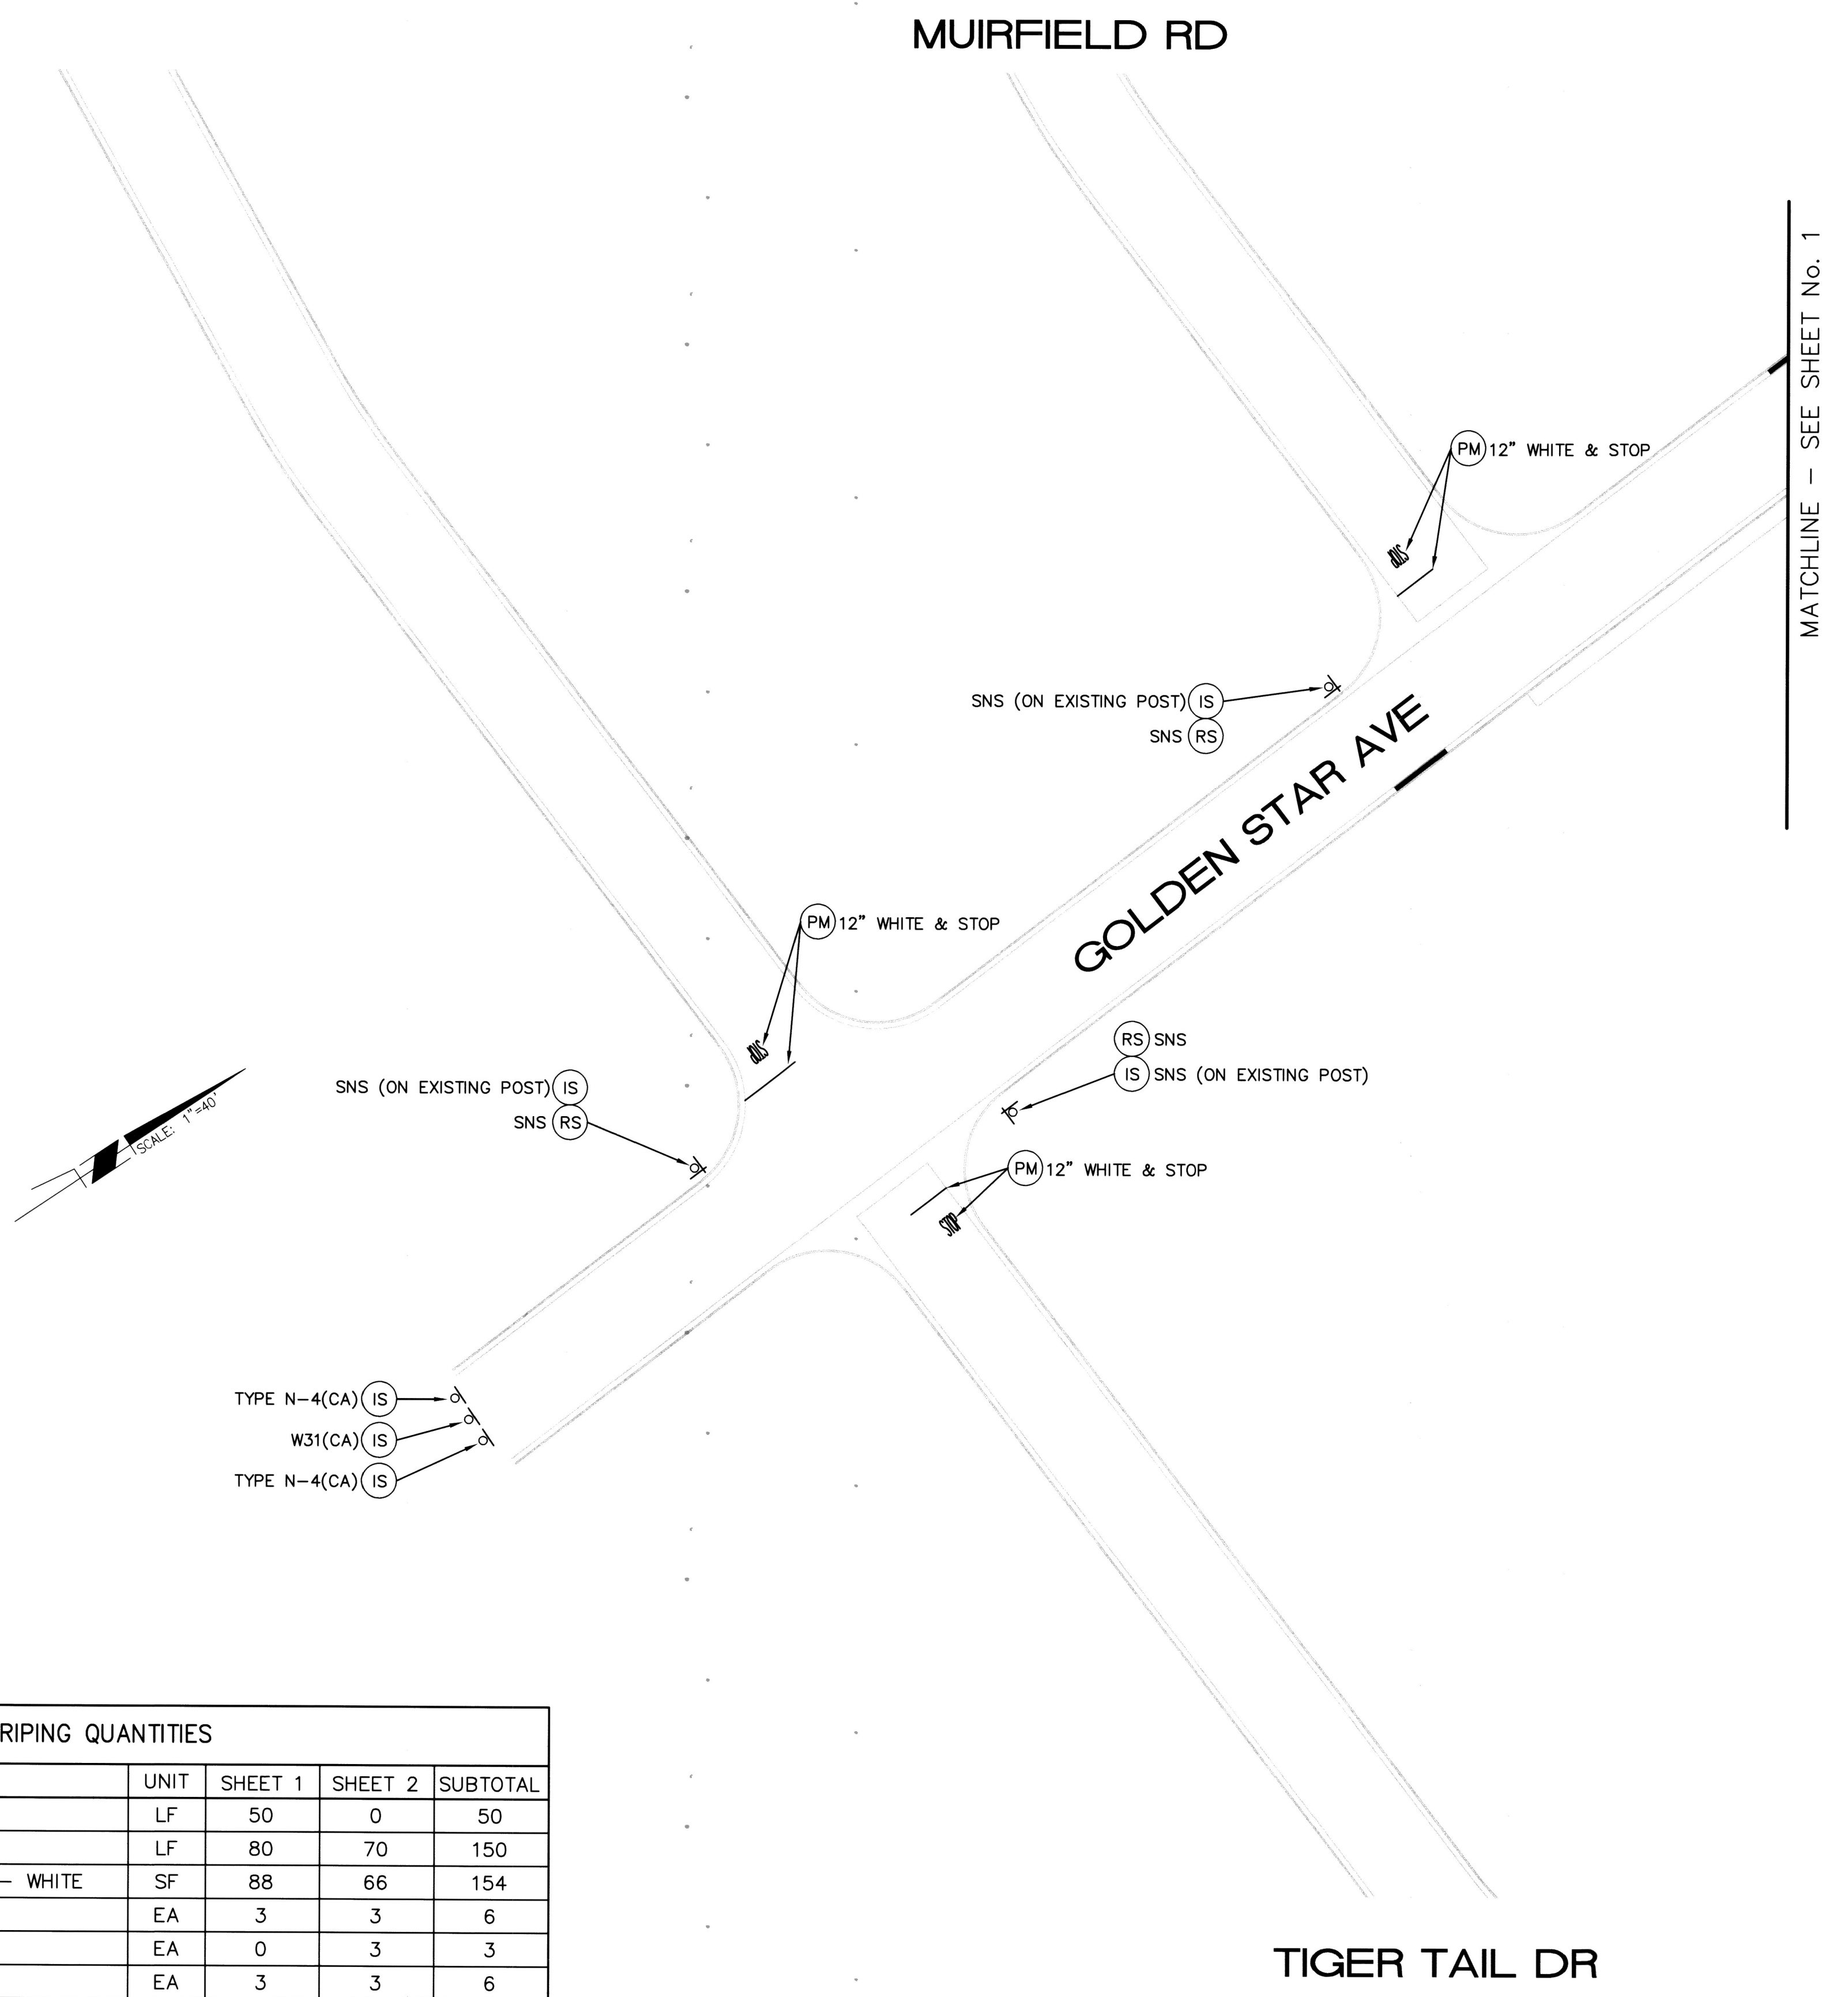 MUIRFIELD RD
MATCHLINE – SEE SHEET No. 1
PM 12" WHITE & STOP
STOP
SNS (ON EXISTING POST) IS
SNS RS
GOLDEN STAR AVE
PM 12" WHITE & STOP
STOP
RS SNS
IS SNS (ON EXISTING POST)
SNS (ON EXISTING POST) IS
SNS RS
SCALE: 1"=40'
PM 12" WHITE & STOP
STOP
TYPE N–4(CA) IS
W31(CA) IS
TYPE N–4(CA) IS
RIPING QUANTITIES
UNIT SHEET 1 SHEET 2 SUBTOTAL
LF 50 0 50
LF 80 70 150
– WHITE SF 88 66 154
EA 3 3 6
EA 0 3 3
EA 3 3 6
TIGER TAIL DR